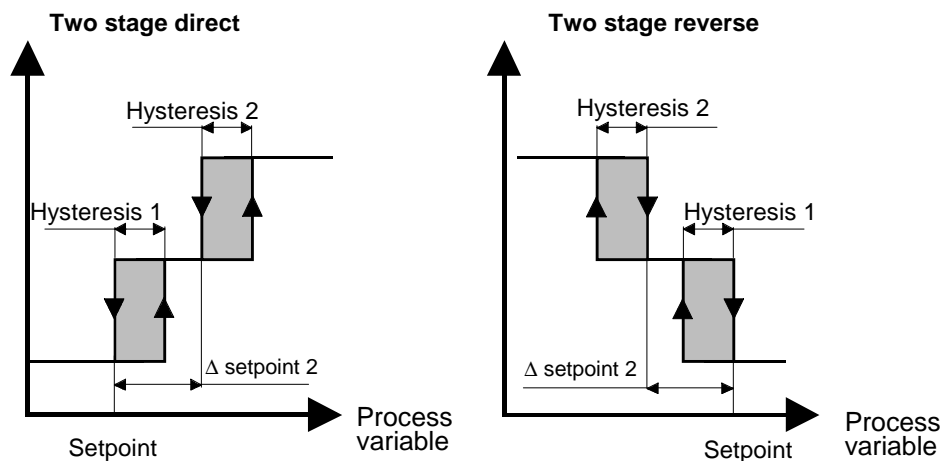 Two stage direct
Hysteresis 2
Hysteresis 1
Δ setpoint 2
Process
variable
Setpoint
Two stage reverse
Hysteresis 2
Hysteresis 1
Δ setpoint 2
Process
variable
Setpoint